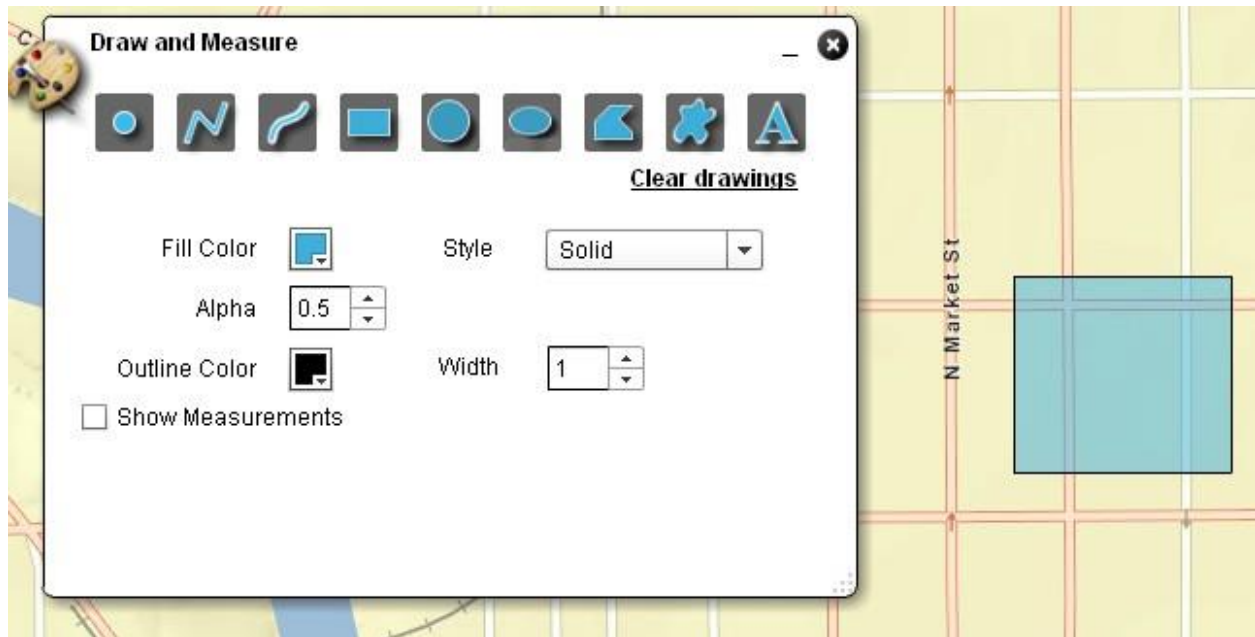 C
Draw and Measure
A
Clear drawings
Fill Color
Style
Solid
Alpha
0.5
Outline Color
Width
1
Show Measurements
N Market St